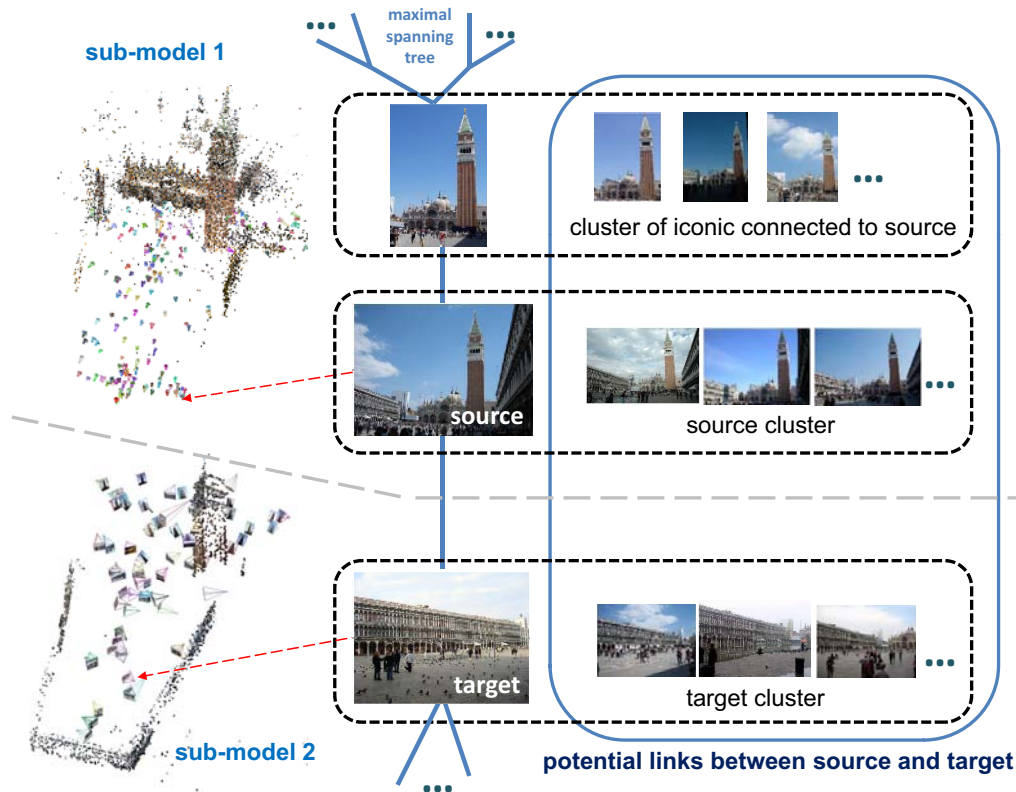 maximal
spanning
tree
sub-model 1
cluster of iconic connected to source
source
source cluster
target
target cluster
sub-model 2
potential links between source and target